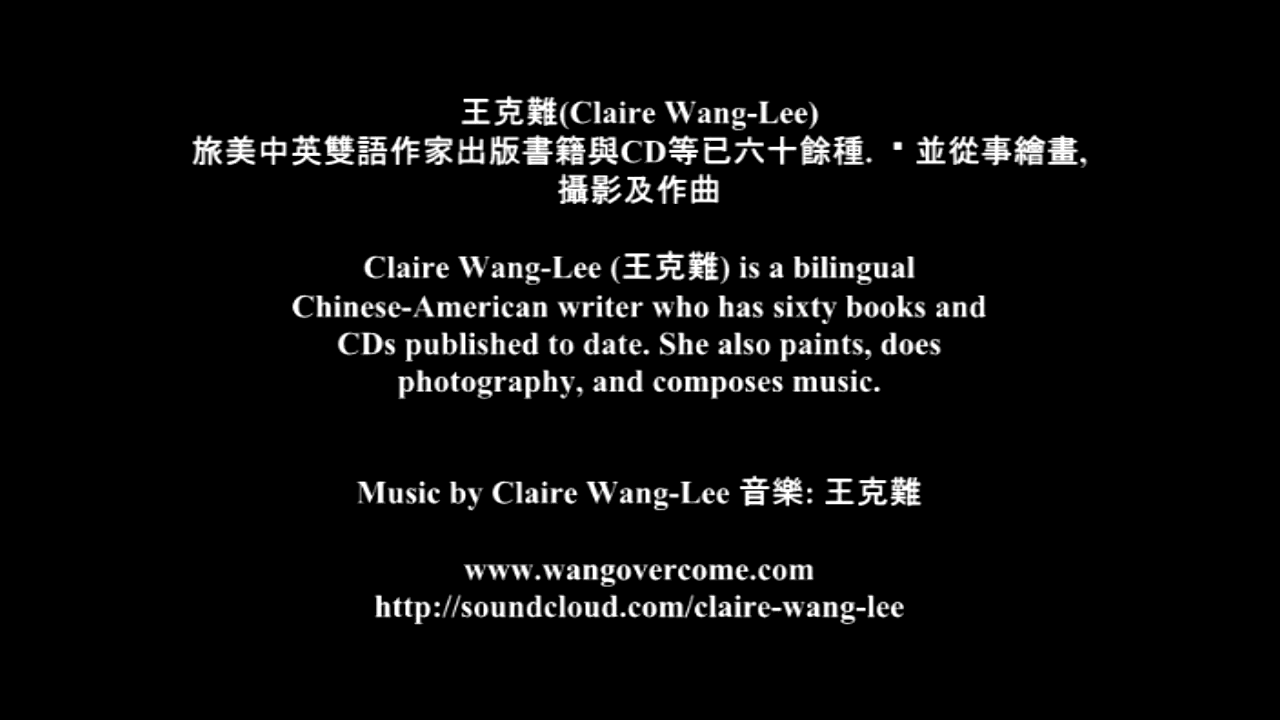 王克難(Claire Wang-Lee)
旅美中英雙語作家出版書籍與CD等已六十餘種. ▪ 並從事繪畫,
攝影及作曲
Claire Wang-Lee (王克難) is a bilingual
Chinese-American writer who has sixty books and
CDs published to date. She also paints, does
photography, and composes music.
Music by Claire Wang-Lee 音樂: 王克難
www.wangovercome.com
http://soundcloud.com/claire-wang-lee